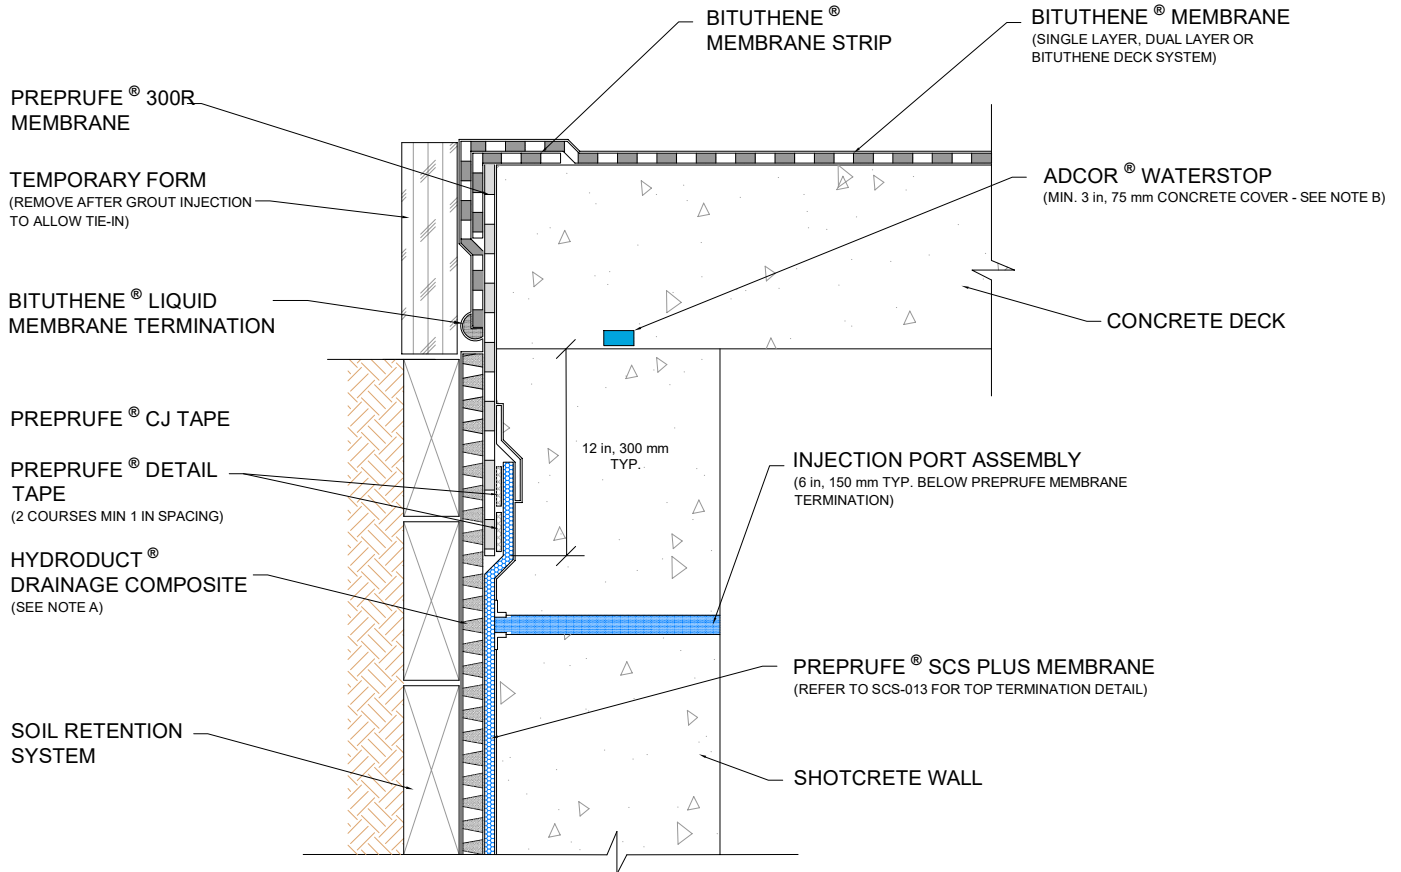 BITUTHENE ®
MEMBRANE STRIP
BITUTHENE ® MEMBRANE
(SINGLE LAYER, DUAL LAYER OR
BITUTHENE DECK SYSTEM)
PREPRUFE ® 300R
MEMBRANE
TEMPORARY FORM
(REMOVE AFTER GROUT INJECTION
TO ALLOW TIE-IN)
ADCOR ® WATERSTOP
(MIN. 3 in, 75 mm CONCRETE COVER - SEE NOTE B)
BITUTHENE ® LIQUID
MEMBRANE TERMINATION
CONCRETE DECK
PREPRUFE ® CJ TAPE
PREPRUFE ® DETAIL
TAPE
(2 COURSES MIN 1 IN SPACING)
12 in, 300 mm
TYP.
INJECTION PORT ASSEMBLY
(6 in, 150 mm TYP. BELOW PREPRUFE MEMBRANE
TERMINATION)
HYDRODUCT ®
DRAINAGE COMPOSITE
(SEE NOTE A)
PREPRUFE ® SCS PLUS MEMBRANE
(REFER TO SCS-013 FOR TOP TERMINATION DETAIL)
SOIL RETENTION
SYSTEM
SHOTCRETE WALL